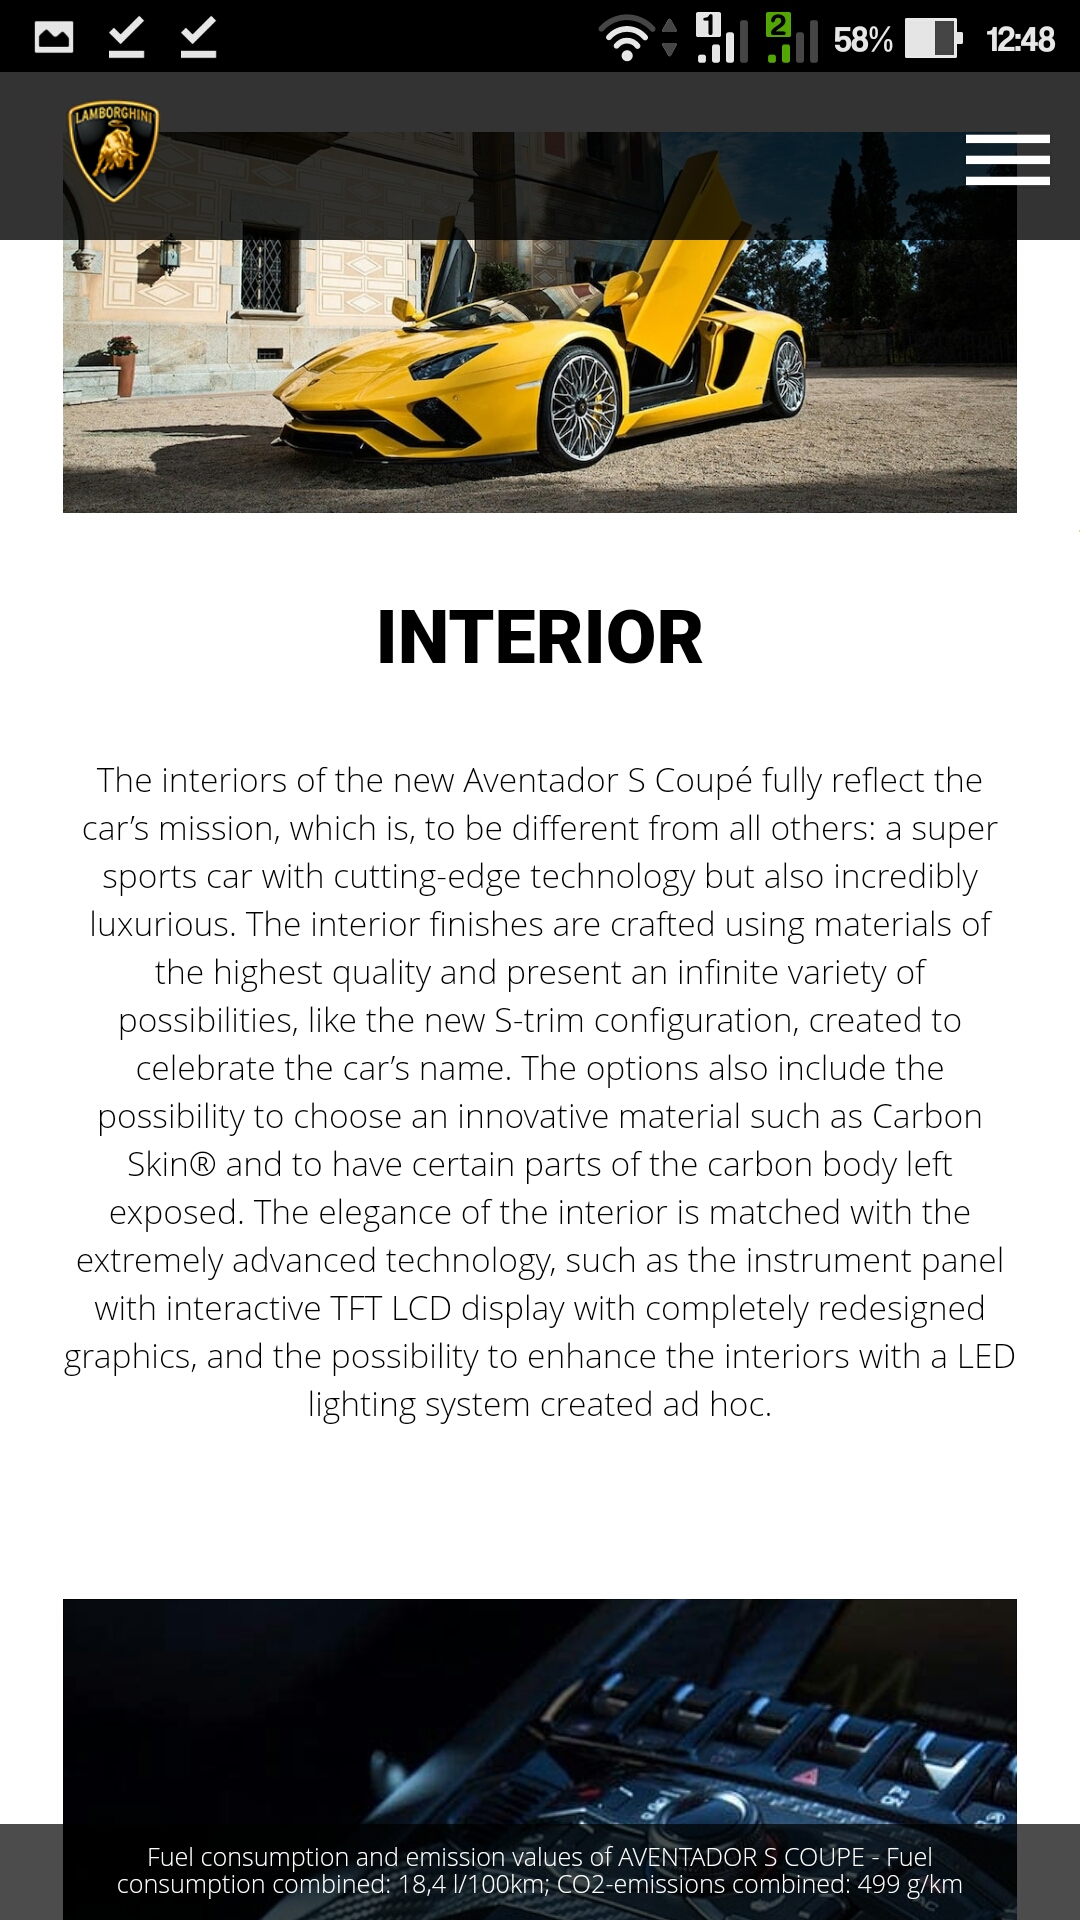 1 2 58% 12:48
LAMBORGHINI
INTERIOR
The interiors of the new Aventador S Coupé fully reflect the
car’s mission, which is, to be different from all others: a super
sports car with cutting-edge technology but also incredibly
luxurious. The interior finishes are crafted using materials of
the highest quality and present an infinite variety of
possibilities, like the new S-trim configuration, created to
celebrate the car’s name. The options also include the
possibility to choose an innovative material such as Carbon
Skin® and to have certain parts of the carbon body left
exposed. The elegance of the interior is matched with the
extremely advanced technology, such as the instrument panel
with interactive TFT LCD display with completely redesigned
graphics, and the possibility to enhance the interiors with a LED
lighting system created ad hoc.
Fuel consumption and emission values of AVENTADOR S COUPE - Fuel
consumption combined: 18,4 l/100km; CO2-emissions combined: 499 g/km